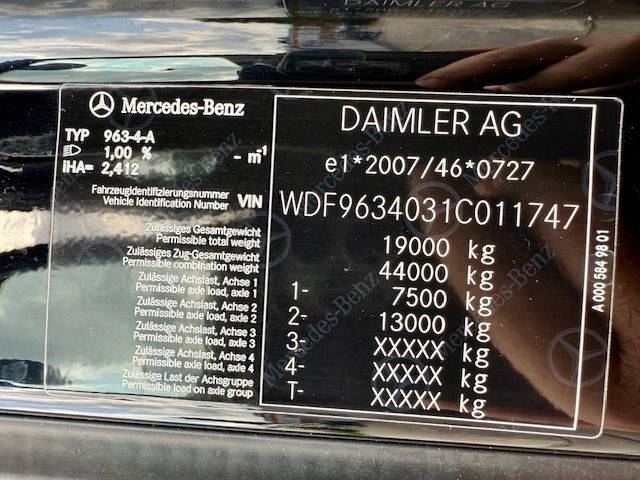 Mercedes-Benz
TYP 963-4-A
1,00 % - m⁻¹
iHA= 2,412
Fahrzeugidentifizierungsnummer
Vehicle Identification Number VIN
Zulässiges Gesamtgewicht
Permissible total weight
Zulässiges Zug-Gesamtgewicht
Permissible combination weight
Zulässige Achslast, Achse 1
Permissible axle load, axle 1
Zulässige Achslast, Achse 2
Permissible axle load, axle 2
Zulässige Achslast, Achse 3
Permissible axle load, axle 3
Zulässige Achslast, Achse 4
Permissible axle load, axle 4
Zulässige Last der Achsgruppe
Permissible load on axle group
DAIMLER AG
e1*2007/46*0727
WDF9634031C011747
19000 kg
44000 kg
1- 7500 kg
2- 13000 kg
3- XXXXX kg
4- XXXXX kg
T- XXXXX kg
A 000 584 98 01